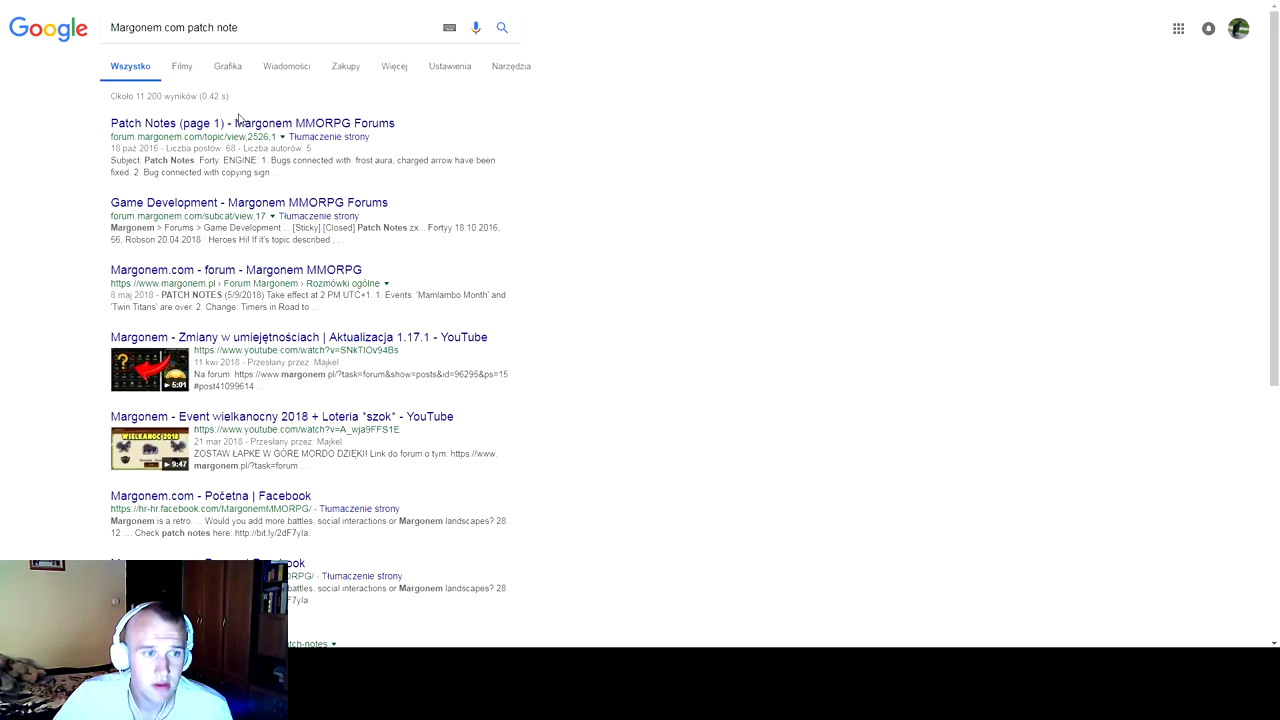 Google
Margonem.com patch note
Wszystko Filmy Grafika Wiadomości Zakupy Więcej Ustawienia Narzędzia
Około 11 200 wyników (0,42 s)
Patch Notes (page 1) - Margonem MMORPG Forums
forum.margonem.com/topic/view,2526,1 Tłumaczenie strony
18 paź 2016 - Liczba postów: 68 - Liczba autorów: 5
Subject: Patch Notes. Forty. ENGINE: 1. Bugs connected with: frost aura, charged arrow have been
fixed. 2. Bug connected with copying sign ...
Game Development - Margonem MMORPG Forums
forum.margonem.com/subcat/view,17 Tłumaczenie strony
Margonem > Forums > Game Development ... [Sticky] [Closed] Patch Notes zx... Fortyy 18.10.2016,
56, Robson 20.04.2018 Heroes Hi! If it's topic described , ...
Margonem.com - forum - Margonem MMORPG
https://www.margonem.pl › Forum Margonem › Rozmówki ogólne
8 maj 2018 - PATCH NOTES (5/9/2018) Take effect at 2 PM UTC+1. 1. Events: 'Mamlambo Month' and
'Twin Titans' are over. 2. Change: Timers in Road to ...
Margonem - Zmiany w umiejętnościach | Aktualizacja 1.17.1 - YouTube
https://www.youtube.com/watch?v=SNkTlOv94Bs
11 kwi 2018 - Przesłany przez: Majkel
5:01
Na forum: https://www.margonem.pl/?task=forum&show=posts&id=96295&ps=15
#post41099614 ...
Margonem - Event wielkanocny 2018 + Loteria "szok" - YouTube
https://www.youtube.com/watch?v=A_wja9FFS1E
WIELKANOC 2018
21 mar 2018 - Przesłany przez: Majkel
ZOSTAW ŁAPKE W GÓRE MORDO DZIĘKI! Link do forum o tym: https://www.
9:47
margonem.pl/?task=forum ...
Margonem.com - Početna | Facebook
https://hr-hr.facebook.com/MargonemMMORPG/ - Tłumaczenie strony
Margonem is a retro. ... Would you add more battles, social interactions or Margonem landscapes? 28.
12 .... Check patch notes here: http://bit.ly/2dF7yIa.
ook
ORPG/ - Tłumaczenie strony
battles, social interactions or Margonem landscapes? 28.
yIa.
tch-notes